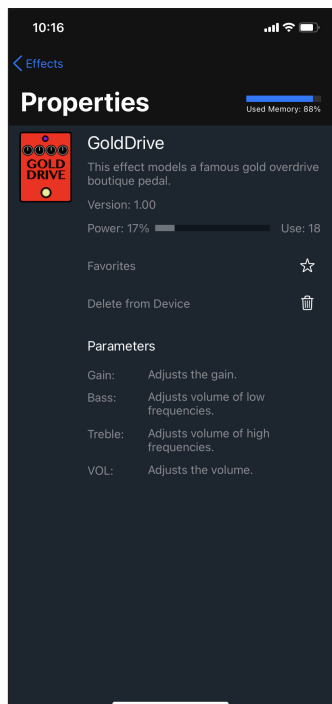 10:16
Effects
Properties
Used Memory: 88%
GOLD
DRIVE
GoldDrive
This effect models a famous gold overdrive
boutique pedal.
Version: 1.00
Power: 17% Use: 18
Favorites
Delete from Device
Parameters
Gain: Adjusts the gain.
Bass: Adjusts volume of low
frequencies.
Treble: Adjusts volume of high
frequencies.
VOL: Adjusts the volume.